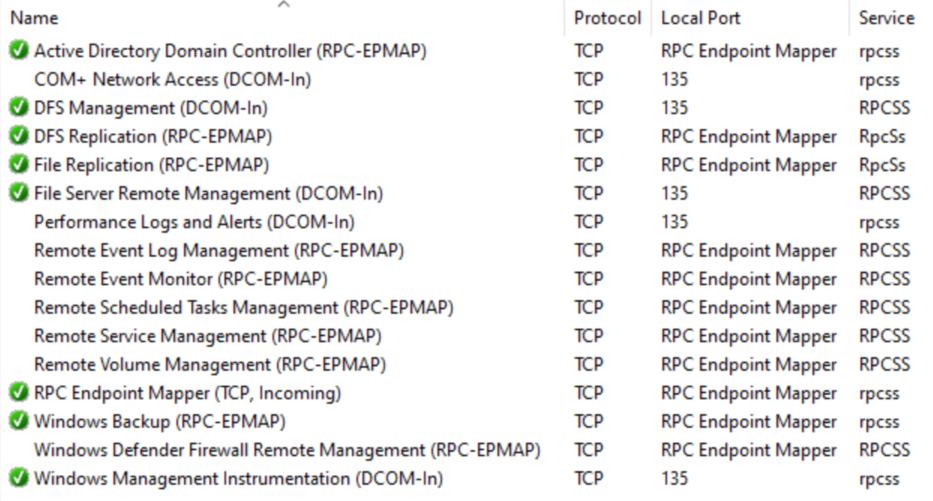 Name Protocol Local Port Service
Active Directory Domain Controller (RPC-EPMAP) TCP RPC Endpoint Mapper rpcss
COM+ Network Access (DCOM-In) TCP 135 rpcss
DFS Management (DCOM-In) TCP 135 RPCSS
DFS Replication (RPC-EPMAP) TCP RPC Endpoint Mapper RpcSs
File Replication (RPC-EPMAP) TCP RPC Endpoint Mapper RpcSs
File Server Remote Management (DCOM-In) TCP 135 RPCSS
Performance Logs and Alerts (DCOM-In) TCP 135 rpcss
Remote Event Log Management (RPC-EPMAP) TCP RPC Endpoint Mapper RPCSS
Remote Event Monitor (RPC-EPMAP) TCP RPC Endpoint Mapper RPCSS
Remote Scheduled Tasks Management (RPC-EPMAP) TCP RPC Endpoint Mapper RPCSS
Remote Service Management (RPC-EPMAP) TCP RPC Endpoint Mapper RPCSS
Remote Volume Management (RPC-EPMAP) TCP RPC Endpoint Mapper RPCSS
RPC Endpoint Mapper (TCP, Incoming) TCP RPC Endpoint Mapper rpcss
Windows Backup (RPC-EPMAP) TCP RPC Endpoint Mapper rpcss
Windows Defender Firewall Remote Management (RPC-EPMAP) TCP RPC Endpoint Mapper RPCSS
Windows Management Instrumentation (DCOM-In) TCP 135 rpcss